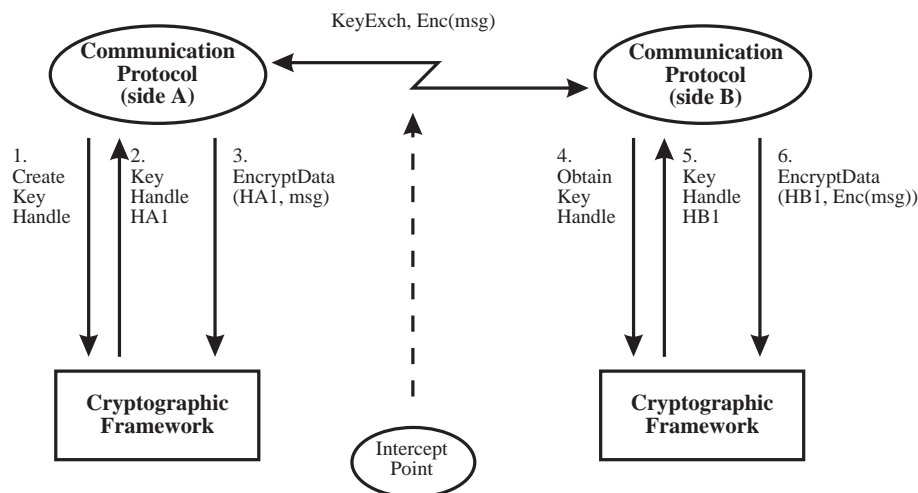 KeyExch, Enc(msg)
Communication
Protocol
(side A)
Communication
Protocol
(side B)
1.
Create
Key
Handle
2.
Key
Handle
HA1
3.
EncryptData
(HA1, msg)
4.
Obtain
Key
Handle
5.
Key
Handle
HB1
6.
EncryptData
(HB1, Enc(msg))
Cryptographic
Framework
Intercept
Point
Cryptographic
Framework